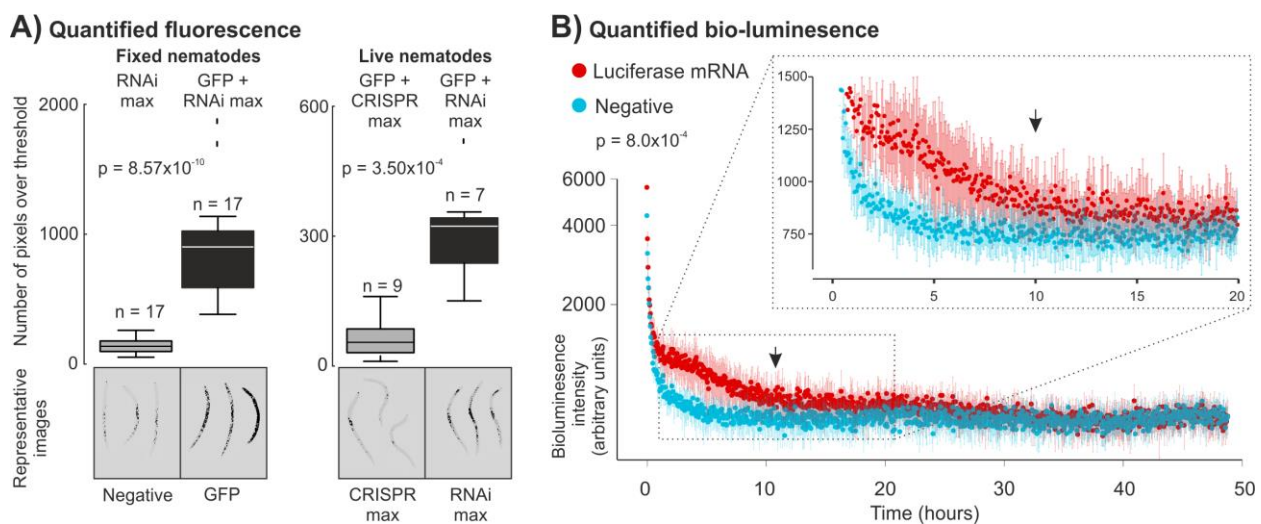 A) Quantified fluorescence
Fixed nematodes
RNAi
max
GFP +
RNAi max
Live nematodes
GFP +
CRISPR
max
GFP +
RNAi
max
Number of pixels over threshold
2000
1000
0
p = 8.57x10-10
n = 17
n = 17
600
300
0
p = 3.50x10-4
n = 9
n = 7
Representative
images
Negative
GFP
CRISPR
max
RNAi
max
B) Quantified bio-luminesence
Luciferase mRNA
Negative
p = 8.0x10-4
1500
1250
1000
750
0
5
10
15
20
6000
4000
2000
Bioluminesence
intensity
(arbitrary units)
0
10
20
30
40
50
Time (hours)